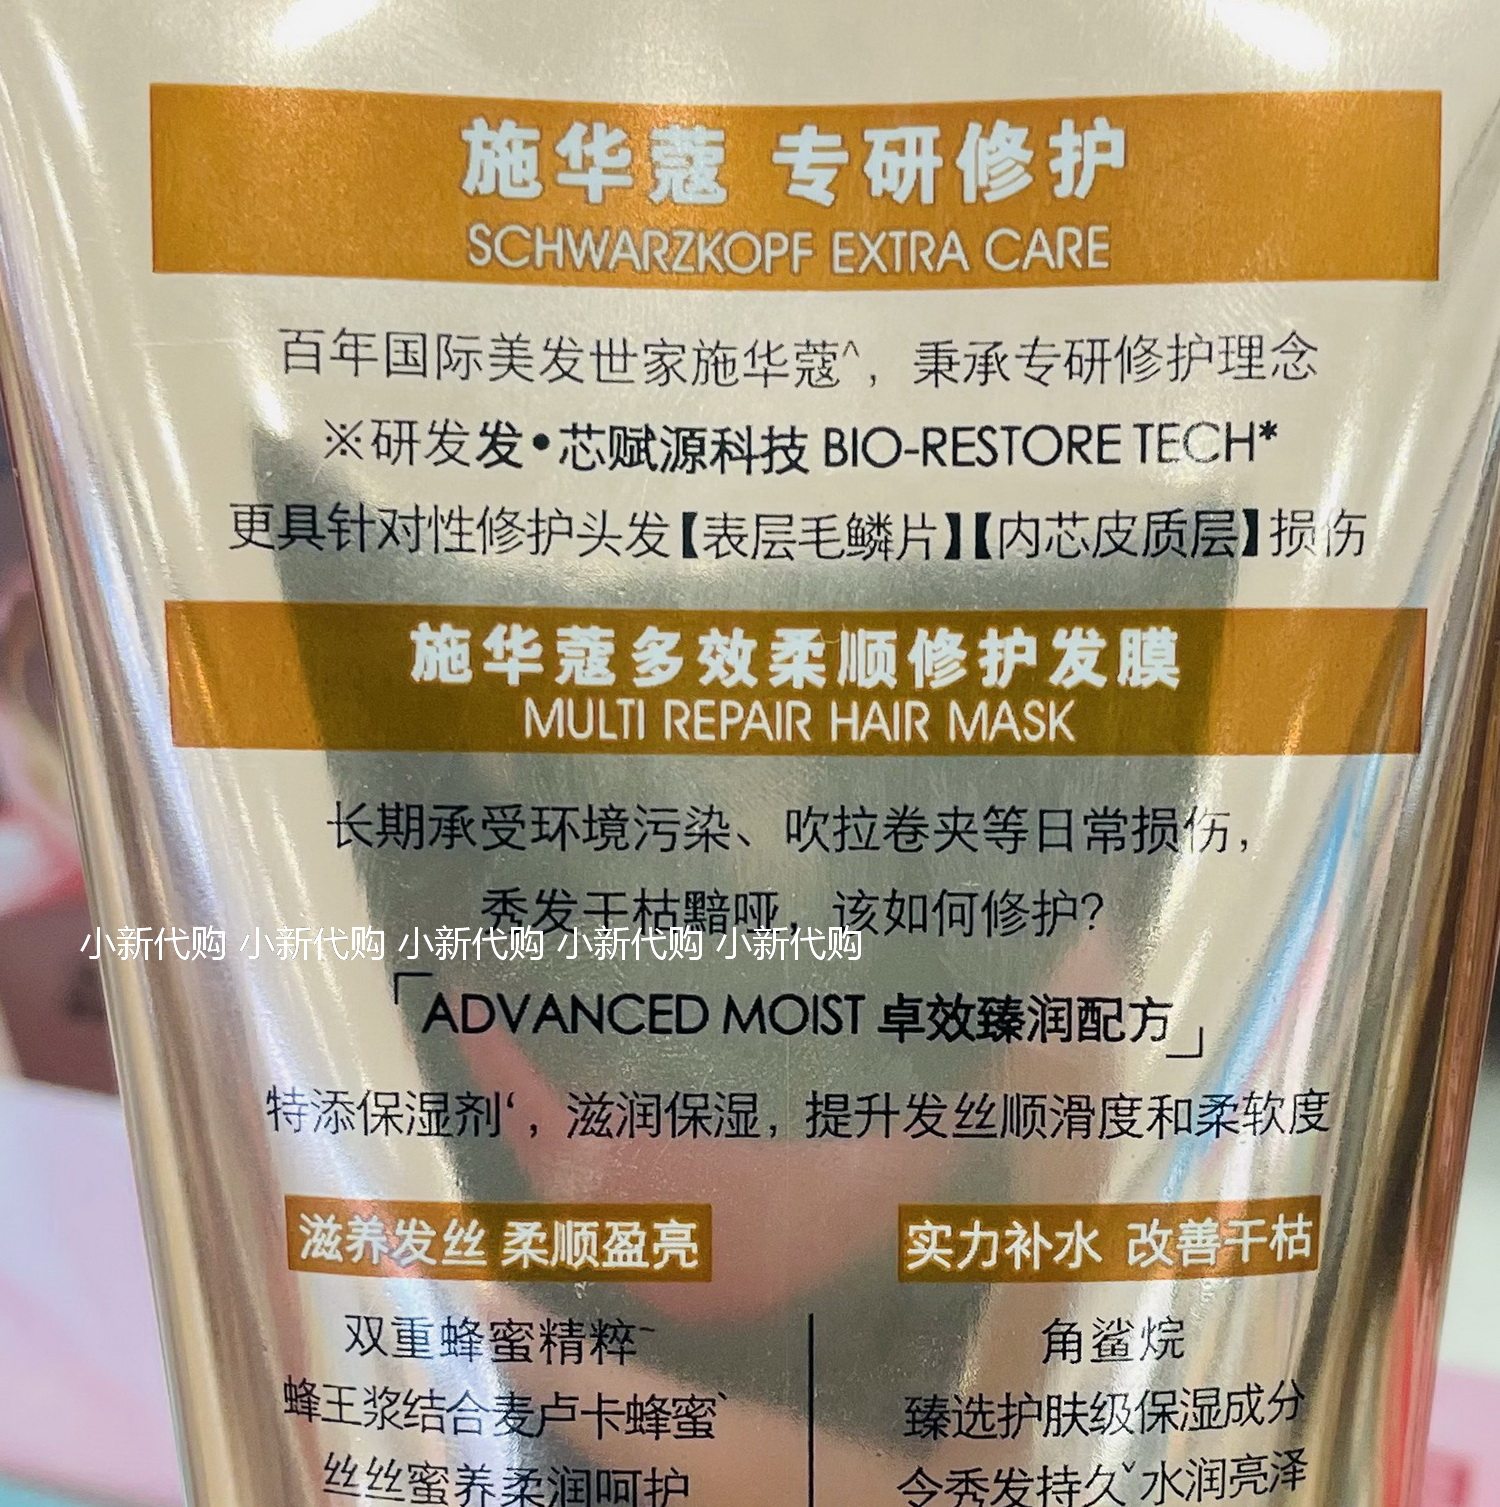 施华蔻 专研修护
SCHWARZKOPF EXTRA CARE
百年国际美发世家施华蔻^，秉承专研修护理念
※研发发•芯赋源科技 BIO-RESTORE TECH*
更具针对性修护头发【表层毛鳞片】【内芯皮质层】损伤
施华蔻多效柔顺修护发膜
MULTI REPAIR HAIR MASK
长期承受环境污染、吹拉卷夹等日常损伤，
秀发干枯黯哑，该如何修护?
小新代购 小新代购 小新代购 小新代购 小新代购
「ADVANCED MOIST 卓效臻润配方」
特添保湿剂‘，滋润保湿，提升发丝顺滑度和柔软度
滋养发丝 柔顺盈亮
双重蜂蜜精粹~
蜂王浆结合麦卢卡蜂蜜`
丝丝蜜养柔润呵护
实力补水 改善干枯
角鲨烷
臻选护肤级保湿成分
令秀发持久ˇ水润亮泽